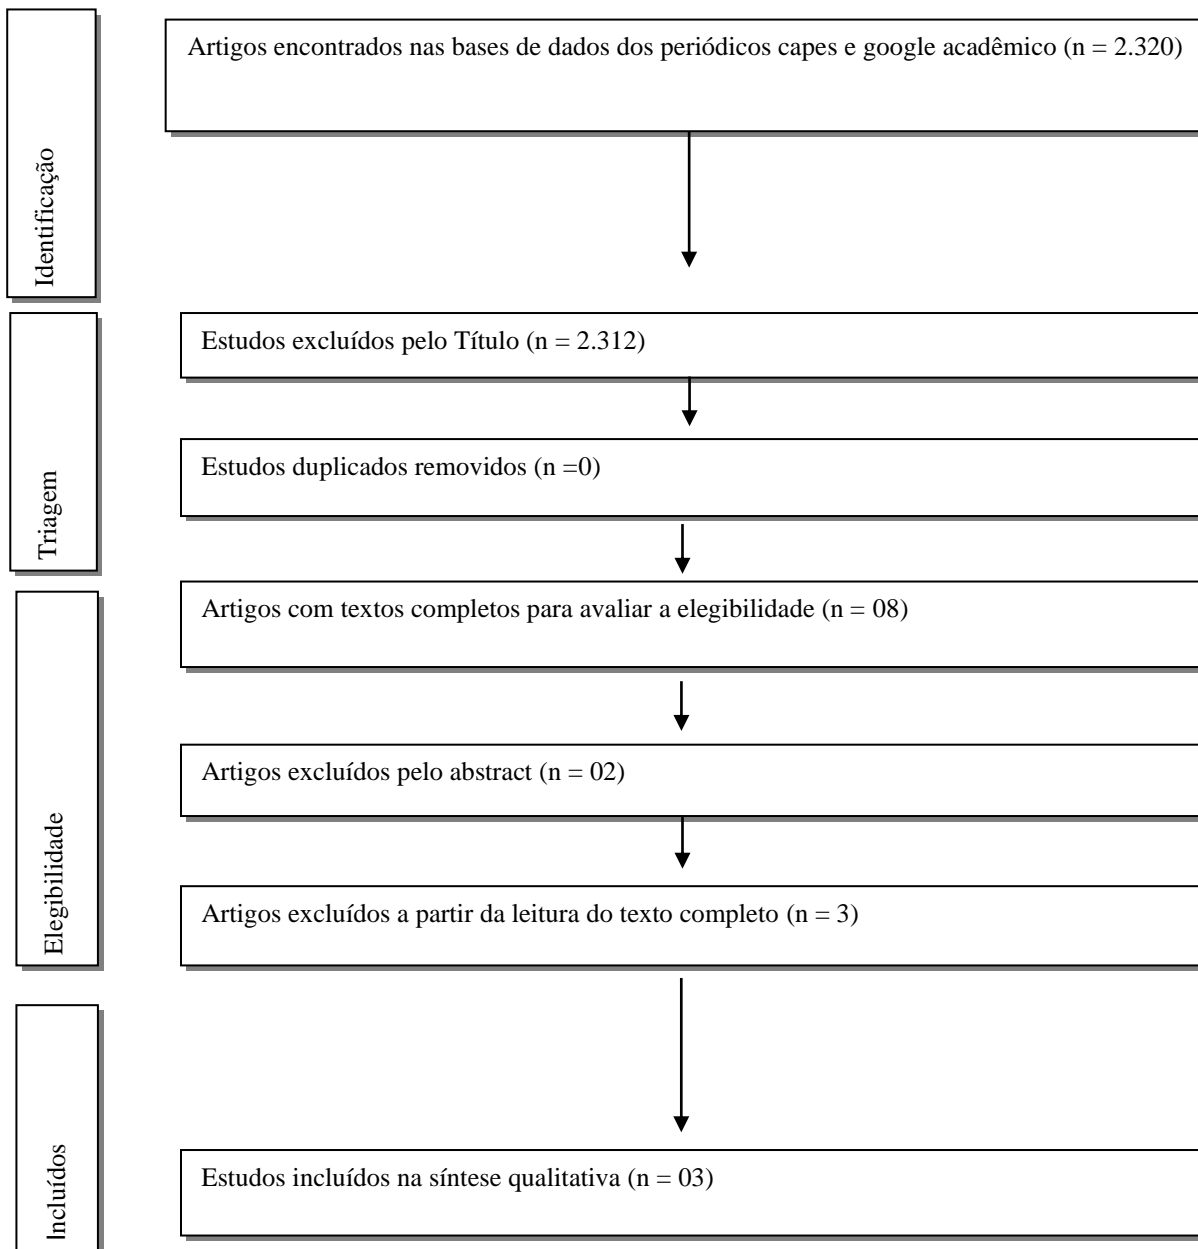 Identificação
Artigos encontrados nas bases de dados dos periódicos capes e google acadêmico (n = 2.320)
Triagem
Estudos excluídos pelo Título (n = 2.312)
Estudos duplicados removidos (n =0)
Elegibilidade
Artigos com textos completos para avaliar a elegibilidade (n = 08)
Artigos excluídos pelo abstract (n = 02)
Artigos excluídos a partir da leitura do texto completo (n = 3)
Incluídos
Estudos incluídos na síntese qualitativa (n = 03)